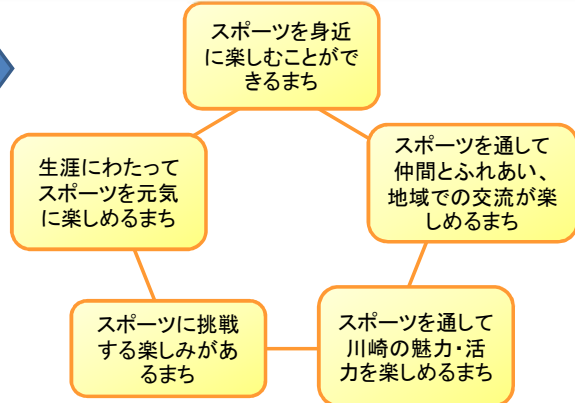 スポーツを身近
に楽しむことがで
きるまち
生涯にわたって
スポーツを元気
に楽しめるまち
スポーツを通して
仲間とふれあい、
地域での交流が楽
しめるまち
スポーツに挑戦
する楽しみがあ
るまち
スポーツを通して
川崎の魅力・活
力を楽しめるまち